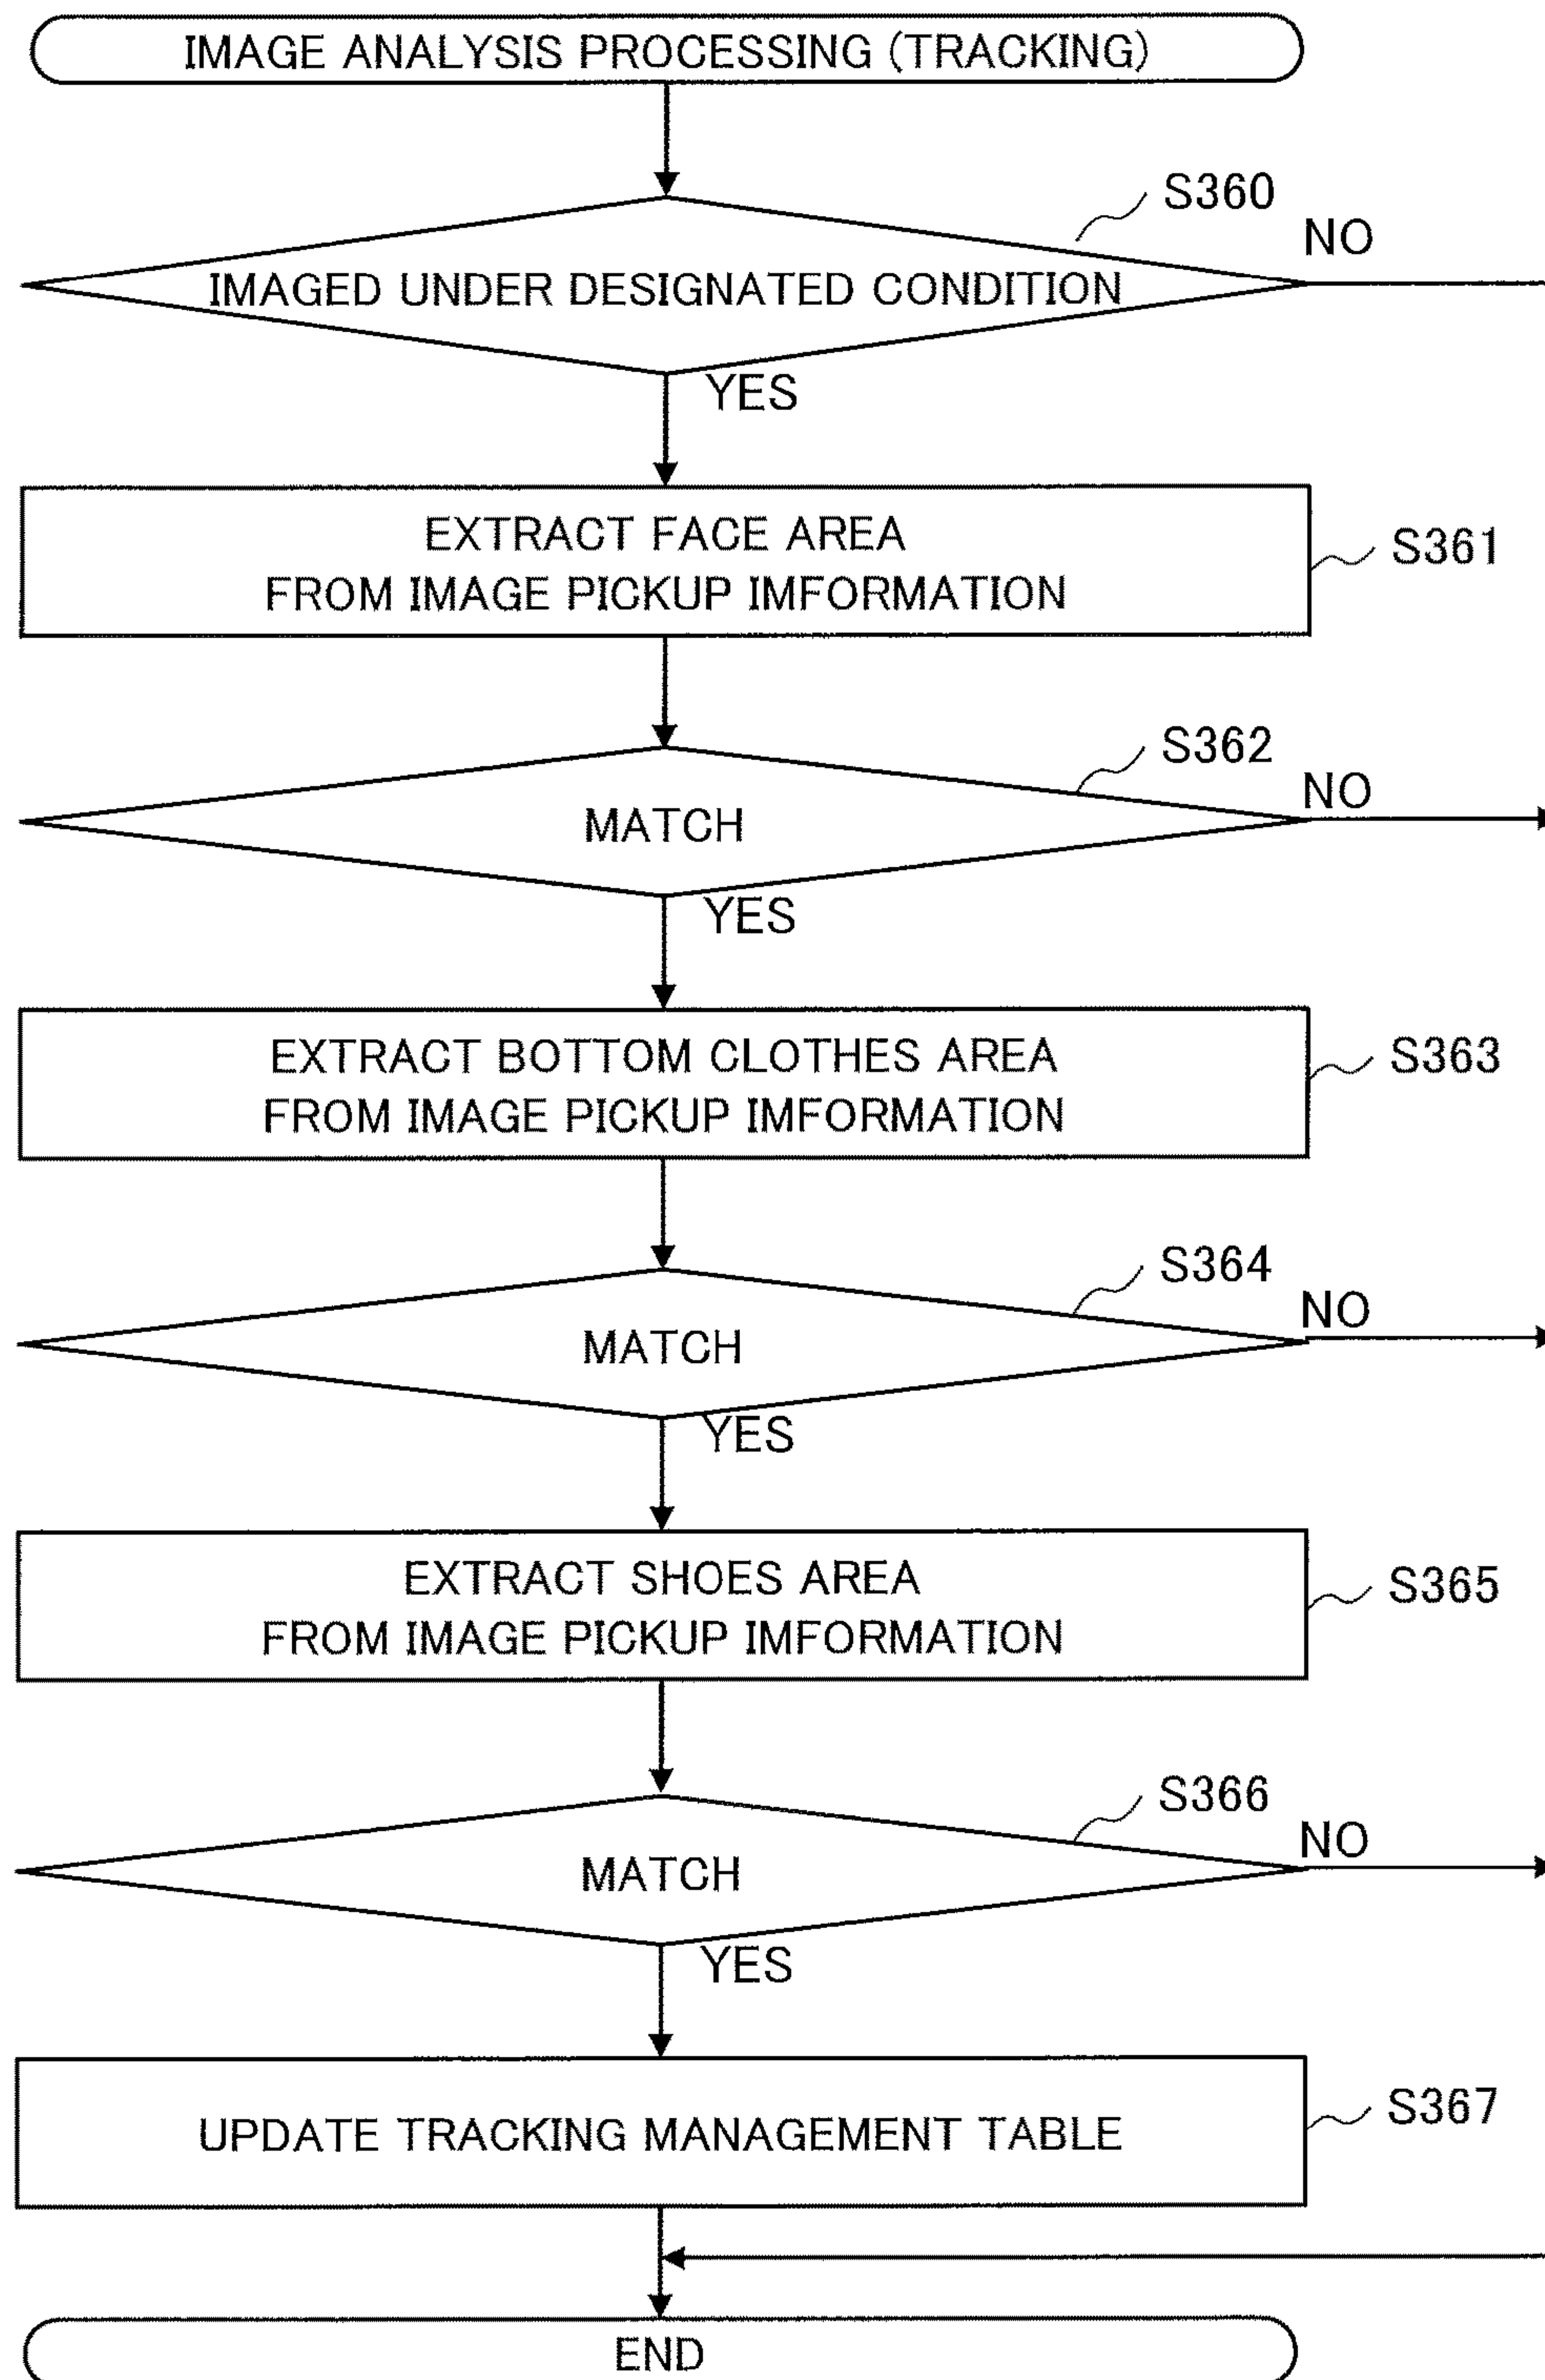 IMAGE ANALYSIS PROCESSING (TRACKING)
S360
NO
IMAGED UNDER DESIGNATED CONDITION
YES
EXTRACT FACE AREA
FROM IMAGE PICKUP IMFORMATION
S361
S362
NO
MATCH
YES
EXTRACT BOTTOM CLOTHES AREA
FROM IMAGE PICKUP IMFORMATION
S363
S364
NO
MATCH
YES
EXTRACT SHOES AREA
FROM IMAGE PICKUP IMFORMATION
S365
S366
NO
MATCH
YES
UPDATE TRACKING MANAGEMENT TABLE
S367
END